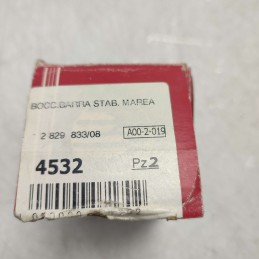 BOCC.BARRA STAB. MAREA
2 829 833/08 A00-2-019
4532 Pz2